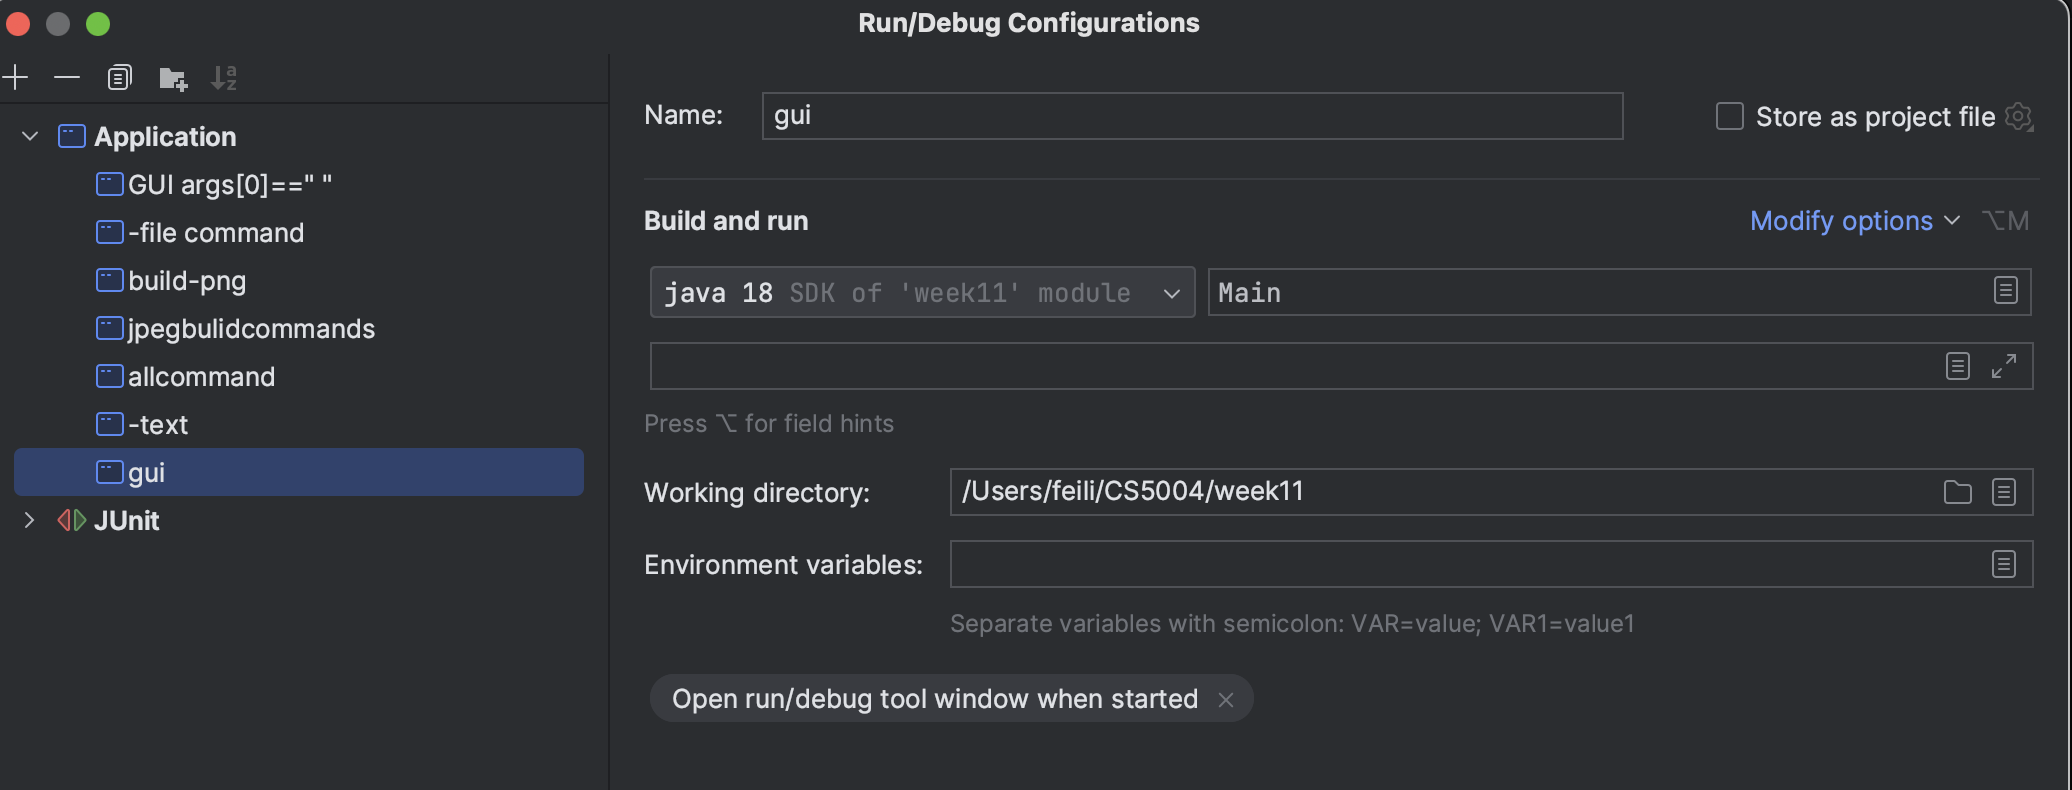 Run/Debug Configurations
Application
GUI args[0]==" "
-file command
build-png
jpegbulidcommands
allcommand
-text
gui
JUnit
Name: gui
Store as project file
Build and run
Modify options ⌥M
java 18 SDK of 'week11' module
Main
Press ⌥ for field hints
Working directory: /Users/feili/CS5004/week11
Environment variables:
Separate variables with semicolon: VAR=value; VAR1=value1
Open run/debug tool window when started ×